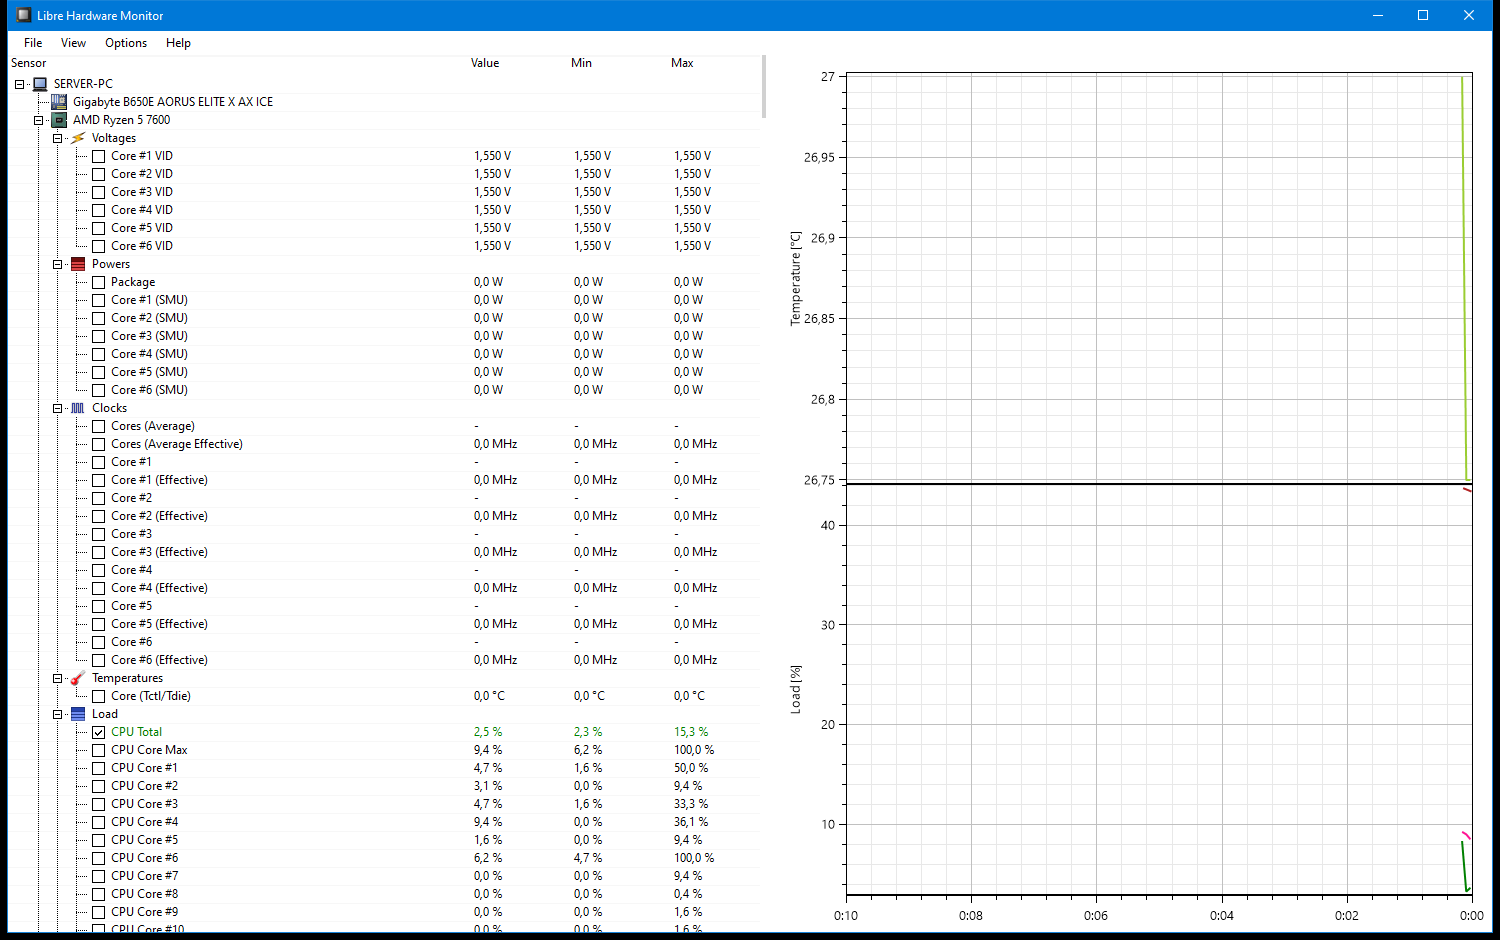 Libre Hardware Monitor
File View Options Help
Sensor Value Min Max
SERVER-PC
Gigabyte B650E AORUS ELITE X AX ICE
AMD Ryzen 5 7600
Voltages
Core #1 VID 1,550 V 1,550 V 1,550 V
Core #2 VID 1,550 V 1,550 V 1,550 V
Core #3 VID 1,550 V 1,550 V 1,550 V
Core #4 VID 1,550 V 1,550 V 1,550 V
Core #5 VID 1,550 V 1,550 V 1,550 V
Core #6 VID 1,550 V 1,550 V 1,550 V
Powers
Package 0,0 W 0,0 W 0,0 W
Core #1 (SMU) 0,0 W 0,0 W 0,0 W
Core #2 (SMU) 0,0 W 0,0 W 0,0 W
Core #3 (SMU) 0,0 W 0,0 W 0,0 W
Core #4 (SMU) 0,0 W 0,0 W 0,0 W
Core #5 (SMU) 0,0 W 0,0 W 0,0 W
Core #6 (SMU) 0,0 W 0,0 W 0,0 W
Clocks
Cores (Average) - - -
Cores (Average Effective) 0,0 MHz 0,0 MHz 0,0 MHz
Core #1 - - -
Core #1 (Effective) 0,0 MHz 0,0 MHz 0,0 MHz
Core #2 - - -
Core #2 (Effective) 0,0 MHz 0,0 MHz 0,0 MHz
Core #3 - - -
Core #3 (Effective) 0,0 MHz 0,0 MHz 0,0 MHz
Core #4 - - -
Core #4 (Effective) 0,0 MHz 0,0 MHz 0,0 MHz
Core #5 - - -
Core #5 (Effective) 0,0 MHz 0,0 MHz 0,0 MHz
Core #6 - - -
Core #6 (Effective) 0,0 MHz 0,0 MHz 0,0 MHz
Temperatures
Core (Tctl/Tdie) 0,0 °C 0,0 °C 0,0 °C
Load
CPU Total 2,5 % 2,3 % 15,3 %
CPU Core Max 9,4 % 6,2 % 100,0 %
CPU Core #1 4,7 % 1,6 % 50,0 %
CPU Core #2 3,1 % 0,0 % 9,4 %
CPU Core #3 4,7 % 1,6 % 33,3 %
CPU Core #4 9,4 % 0,0 % 36,1 %
CPU Core #5 1,6 % 0,0 % 9,4 %
CPU Core #6 6,2 % 4,7 % 100,0 %
CPU Core #7 0,0 % 0,0 % 9,4 %
CPU Core #8 0,0 % 0,0 % 0,4 %
CPU Core #9 0,0 % 0,0 % 1,6 %
CPU Core #10 0,0 % 0,0 % 1,6 %
Temperature [°C]
27
26,95
26,9
26,85
26,8
26,75
Load [%]
40
30
20
10
0:10 0:08 0:06 0:04 0:02 0:00